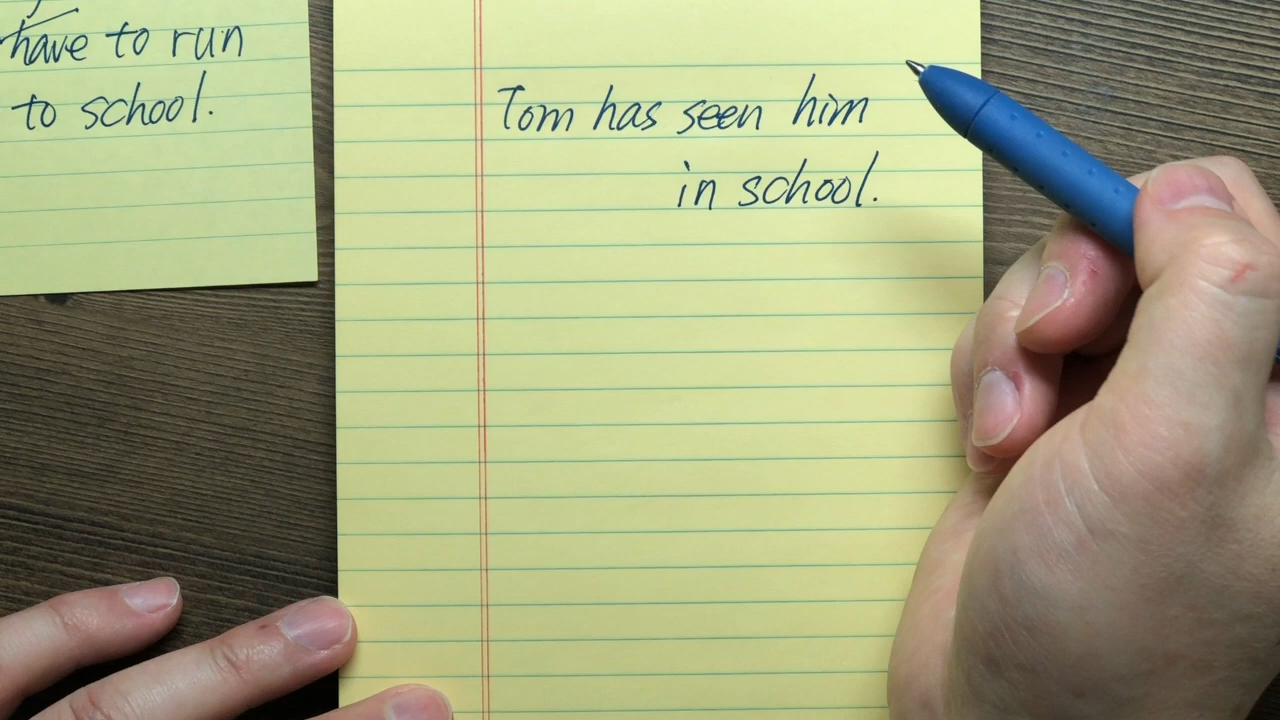 have to run
to school.
Tom has seen him
in school.